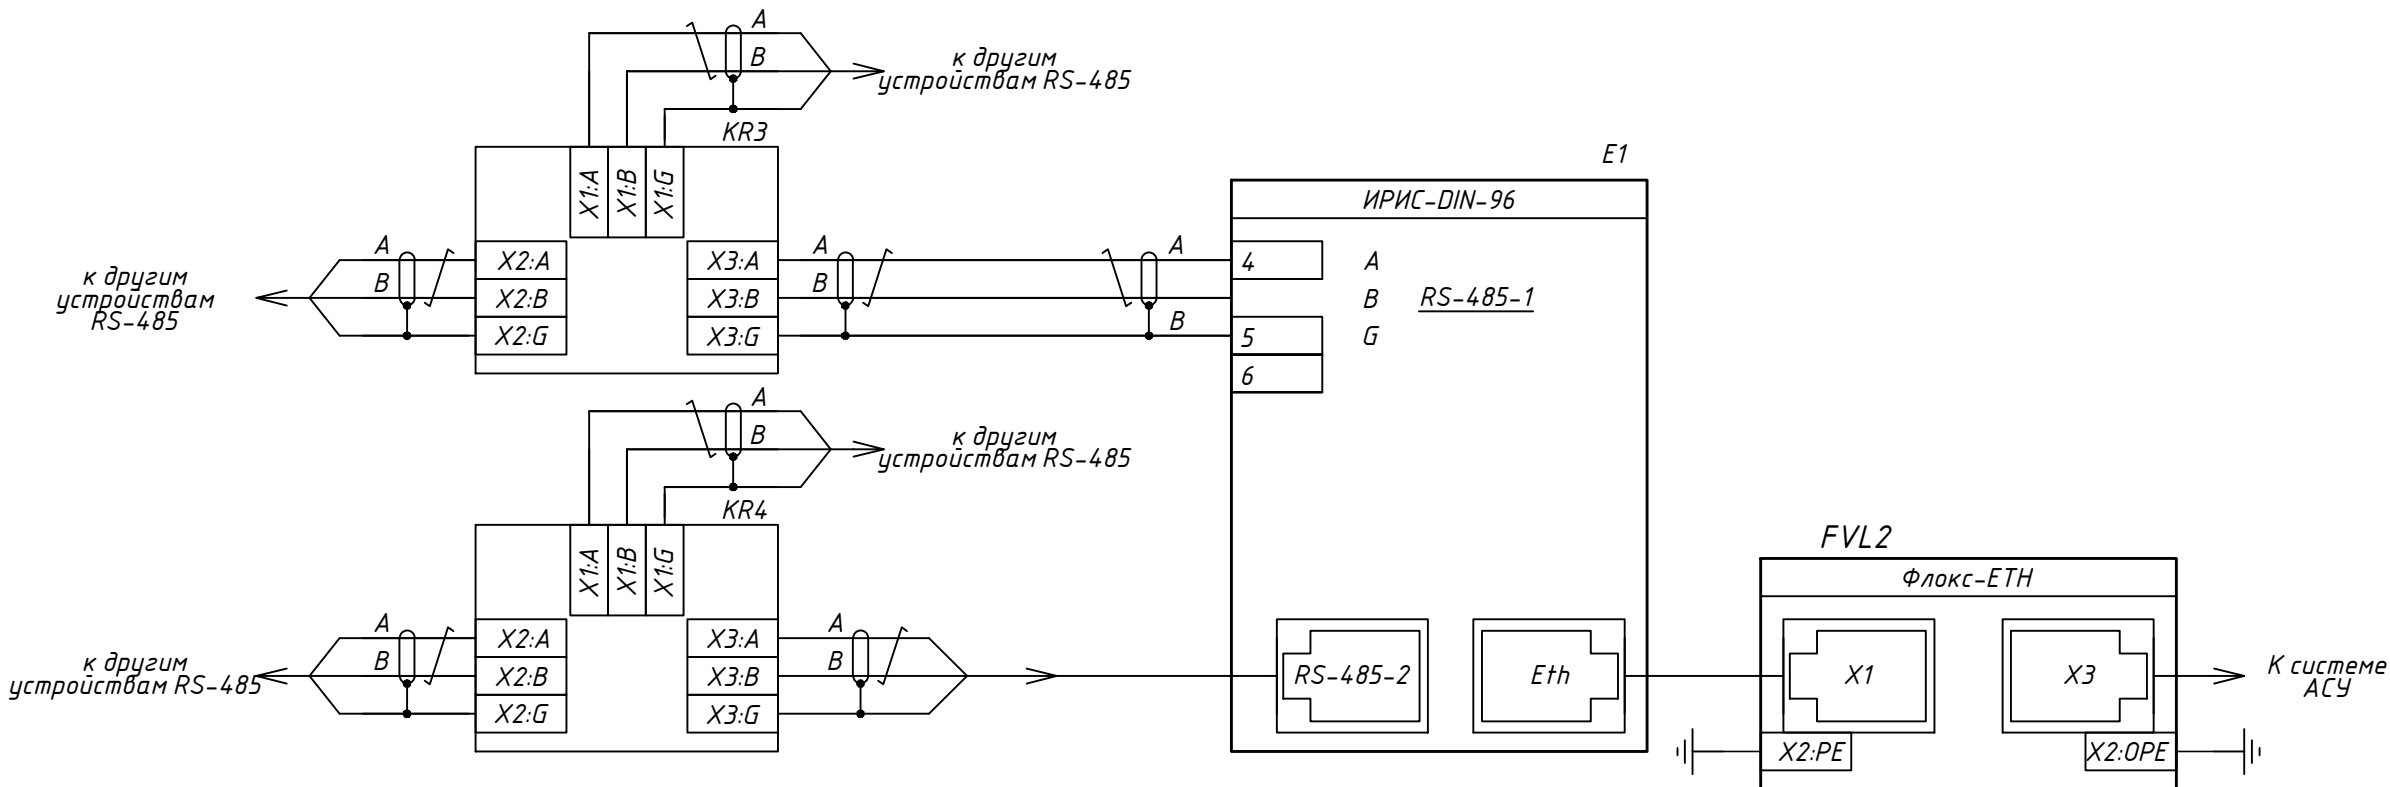 A
B
к другим
устройствам RS-485
KR3
X1:A
X1:B
X1:G
E1
ИРИС-DIN-96
к другим
устройствам
RS-485
A
B
X2:A
X2:B
X2:G
X3:A
X3:B
X3:G
A
B
A
B
4
5
6
A
B
G
RS-485-1
A
B
к другим
устройствам RS-485
KR4
X1:A
X1:B
X1:G
к другим
устройствам RS-485
A
B
X2:A
X2:B
X2:G
X3:A
X3:B
X3:G
A
B
RS-485-2
Eth
FVL2
Флокс-ETH
X1
X3
X2:PE
X2:OPE
К системе
АСУ